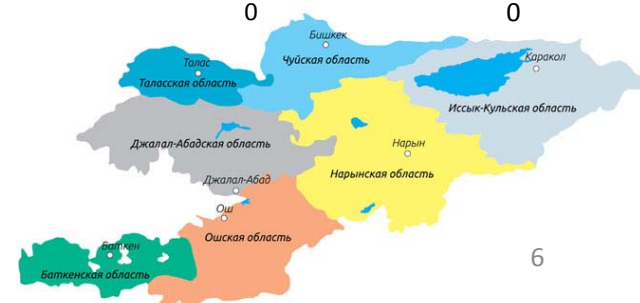 0
0
Бишкек
Чуйская область
Талас
Таласская область
Каракол
Иссык-Кульская область
Джалал-Абадская область
Нарын
Нарынская область
Джалал-Абад
Ош
Ошская область
Баткен
Баткенская область
6